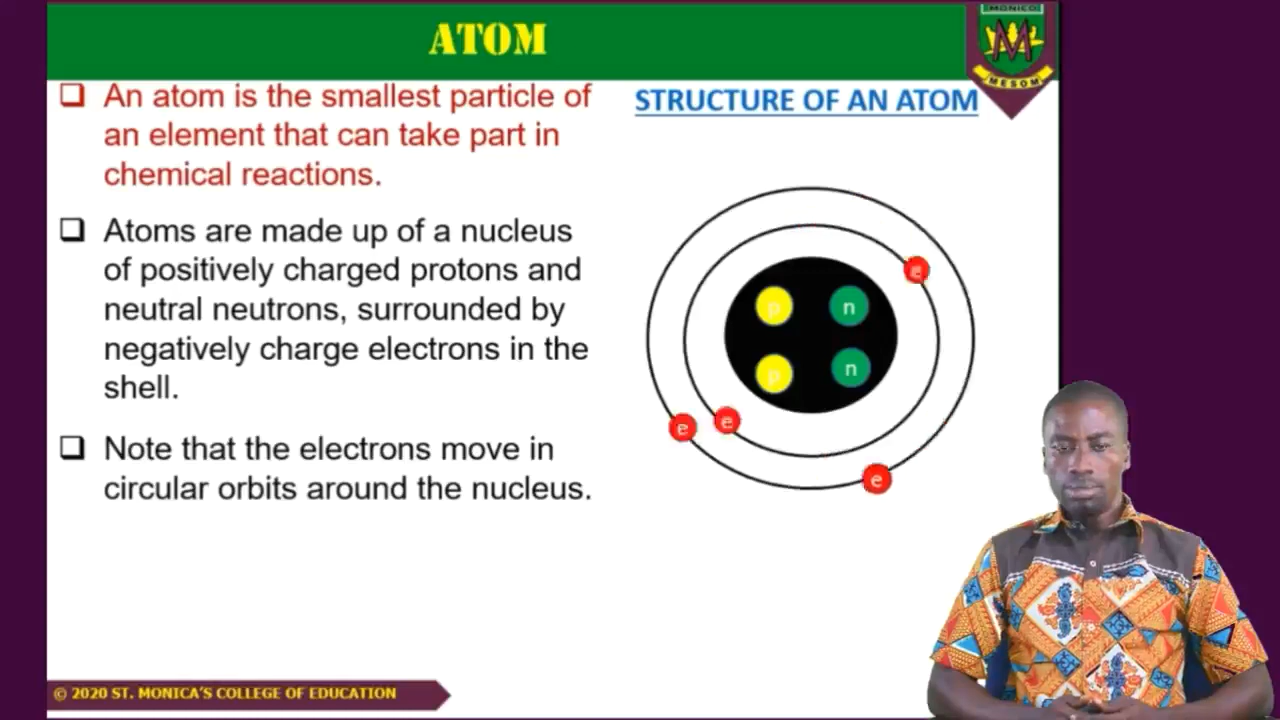 ATOM
MONICO
M
MESOM
An atom is the smallest particle of
an element that can take part in
chemical reactions.
Atoms are made up of a nucleus
of positively charged protons and
neutral neutrons, surrounded by
negatively charge electrons in the
shell.
Note that the electrons move in
circular orbits around the nucleus.
STRUCTURE OF AN ATOM
e
p
n
p
n
e
e
e
© 2020 ST. MONICA'S COLLEGE OF EDUCATION